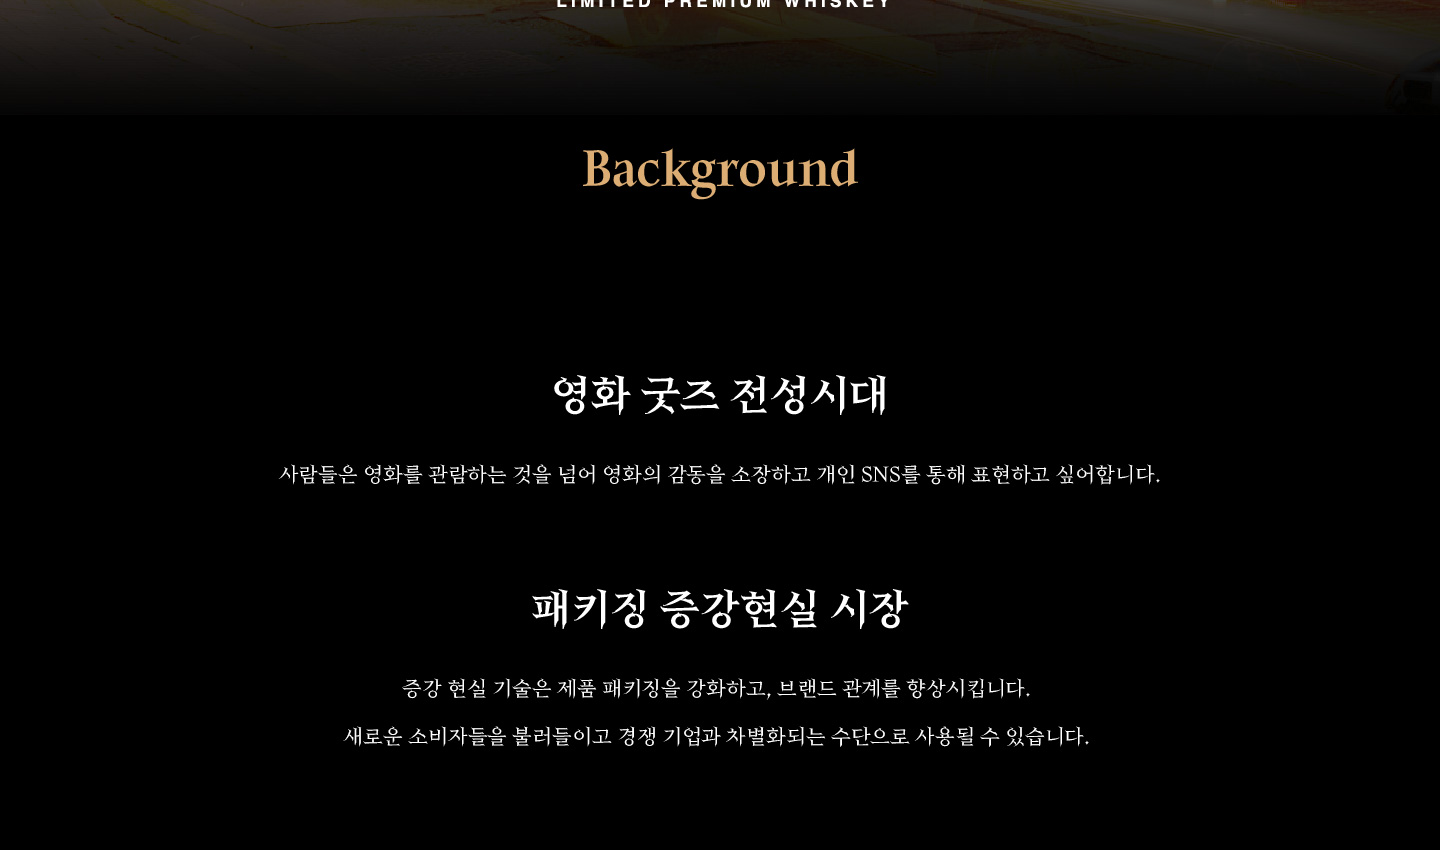 LIMITED PREMIUM WHISKEY
Background
영화 굿즈 전성시대
사람들은 영화를 관람하는 것을 넘어 영화의 감동을 소장하고 개인 SNS를 통해 표현하고 싶어합니다.
패키징 증강현실 시장
증강 현실 기술은 제품 패키징을 강화하고, 브랜드 관계를 향상시킵니다.
새로운 소비자들을 불러들이고 경쟁 기업과 차별화되는 수단으로 사용될 수 있습니다.